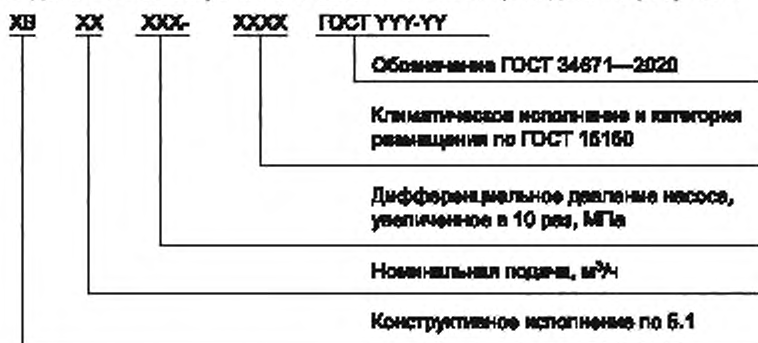 ХВ ХХ ХХХ- ХХХХ ГОСТ YYY-YY
Обозначение ГОСТ 34671—2020
Климатическое исполнение и категория
размещения по ГОСТ 15150
Дифференциальное давление насоса,
увеличенное в 10 раз, МПа
Номинальная подача, м³/ч
Конструктивное исполнение по 5.1